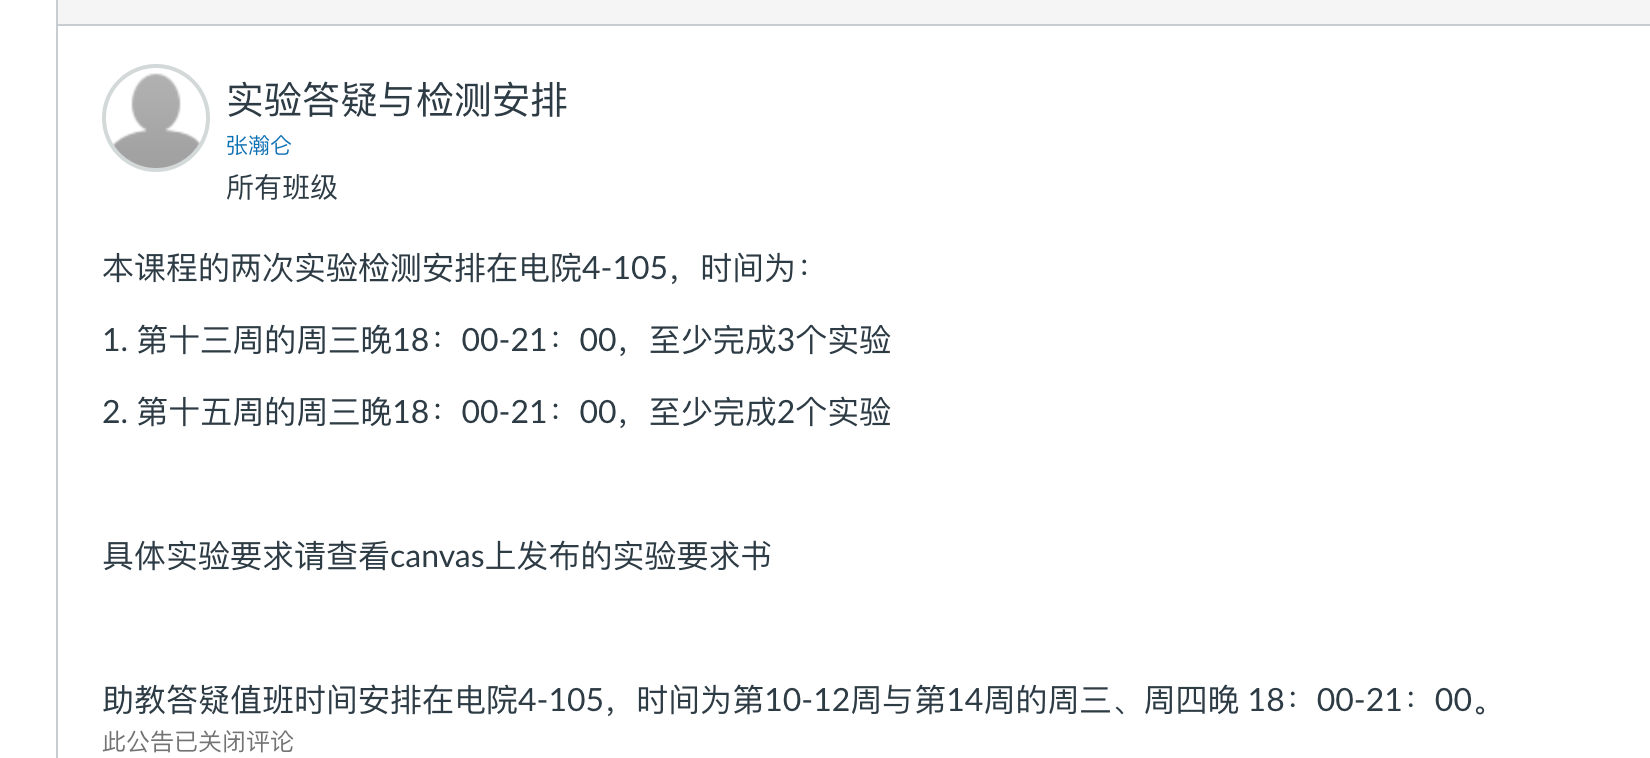 实验答疑与检测安排
张瀚仑
所有班级
本课程的两次实验检测安排在电院4-105，时间为：
1. 第十三周的周三晚18：00-21：00，至少完成3个实验
2. 第十五周的周三晚18：00-21：00，至少完成2个实验
具体实验要求请查看canvas上发布的实验要求书
助教答疑值班时间安排在电院4-105，时间为第10-12周与第14周的周三、周四晚 18：00-21：00。
此公告已关闭评论